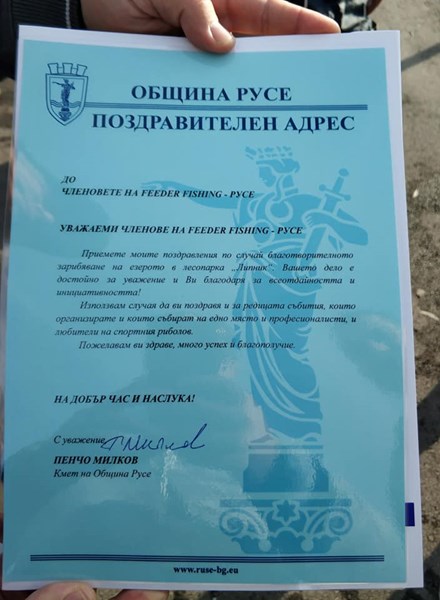 ОБЩИНА РУСЕ
ПОЗДРАВИТЕЛЕН АДРЕС
ДО
ЧЛЕНОВЕТЕ НА FEEDER FISHING - РУСЕ
УВАЖАЕМИ ЧЛЕНОВЕ НА FEEDER FISHING - РУСЕ
Приемете моите поздравления по случай благотворителното
зарибяване на езерото в лесопарка „Липник". Вашето дело е
достойно за уважение и Ви благодаря за всеотдайността и
инициативността!
Използвам случая да ви поздравя и за редицата събития, които
организирате и които събират на едно място и професионалисти, и
любители на спортния риболов.
Пожелавам ви здраве, много успех и благополучие.
НА ДОБЪР ЧАС И НАСЛУКА!
С уважение,
ПЕНЧО МИЛКОВ
Кмет на Община Русе
www.ruse-bg.eu